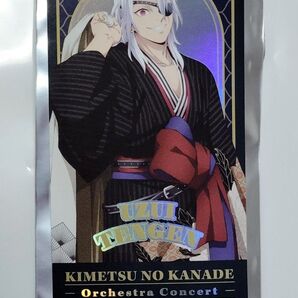 UZUI
TENGEN
KIMETSU NO KANADE
Orchestra Concert